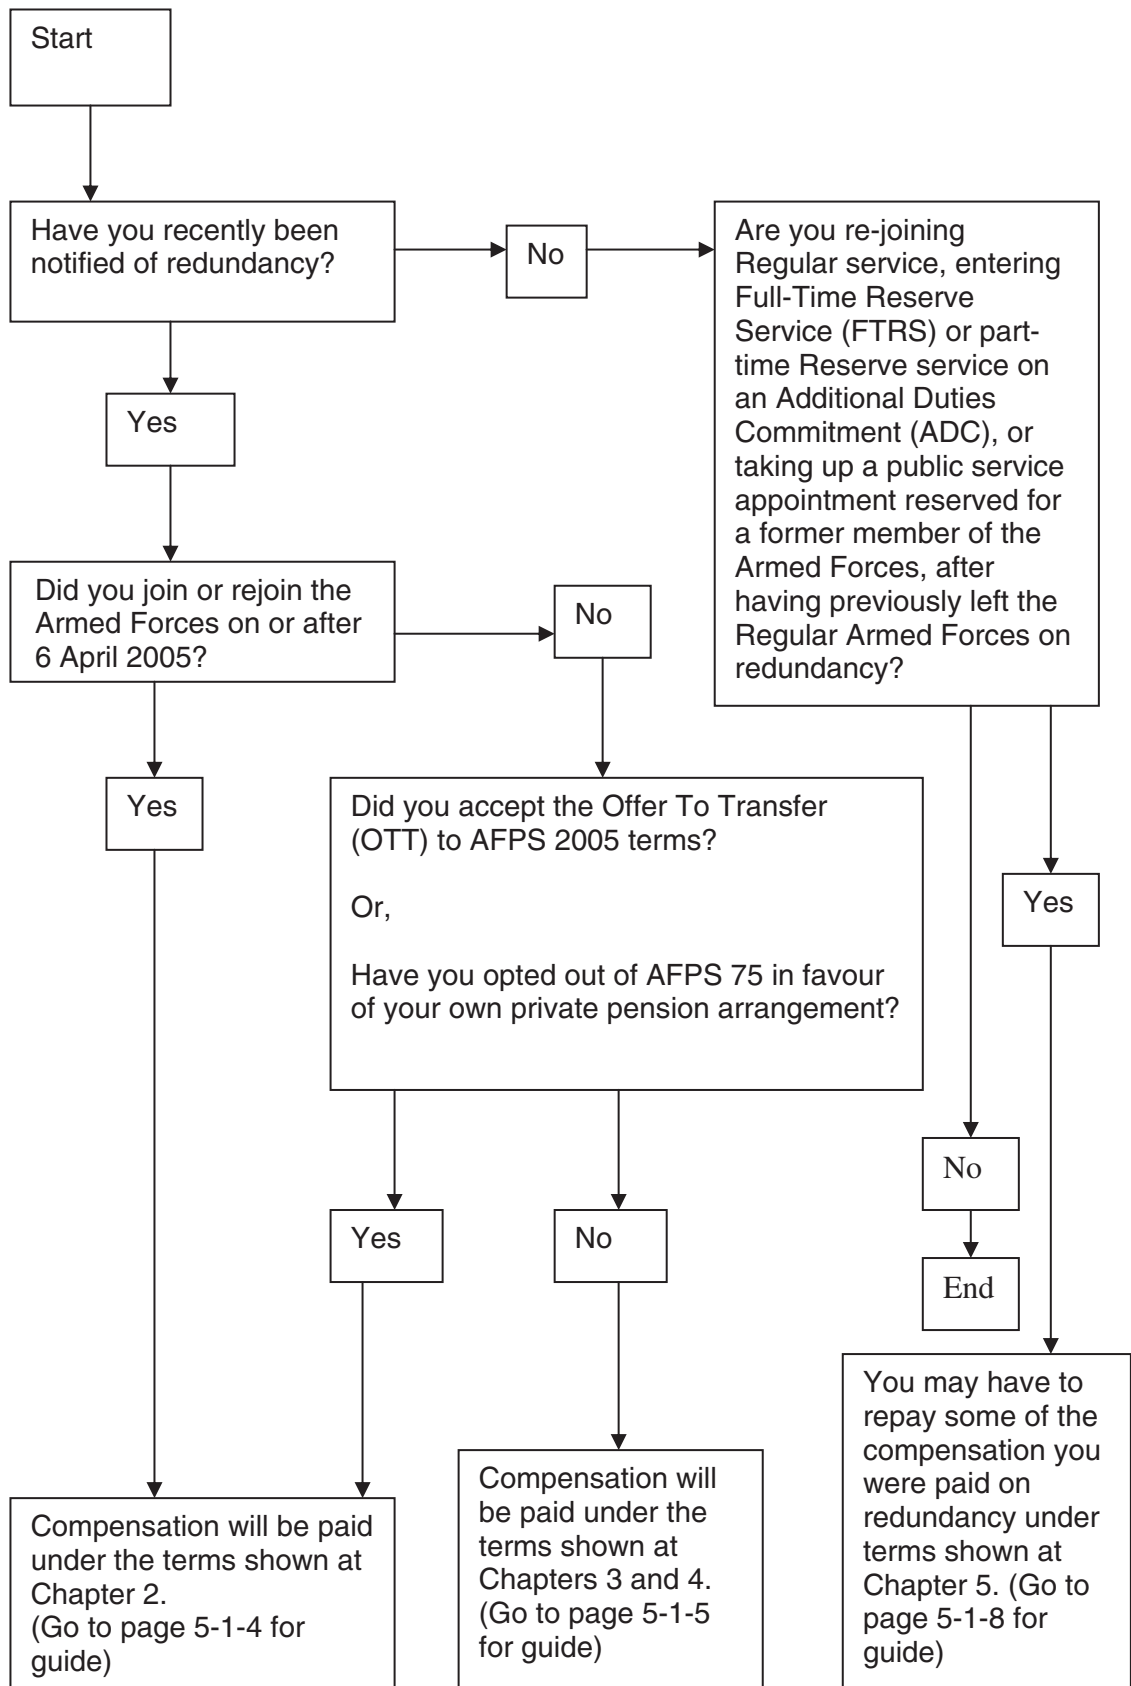 Start
Have you recently been
notified of redundancy?
No
Are you re-joining
Regular service, entering
Full-Time Reserve
Service (FTRS) or part-
time Reserve service on
an Additional Duties
Commitment (ADC), or
taking up a public service
appointment reserved for
a former member of the
Armed Forces, after
having previously left the
Regular Armed Forces on
redundancy?
Yes
Did you join or rejoin the
Armed Forces on or after
6 April 2005?
No
Yes
Did you accept the Offer To Transfer
(OTT) to AFPS 2005 terms?
Or,
Have you opted out of AFPS 75 in favour
of your own private pension arrangement?
Yes
No
End
Yes
No
Compensation will be paid
under the terms shown at
Chapter 2.
(Go to page 5-1-4 for
guide)
Compensation will
be paid under the
terms shown at
Chapters 3 and 4.
(Go to page 5-1-5
for guide)
You may have to
repay some of the
compensation you
were paid on
redundancy under
terms shown at
Chapter 5. (Go to
page 5-1-8 for
guide)